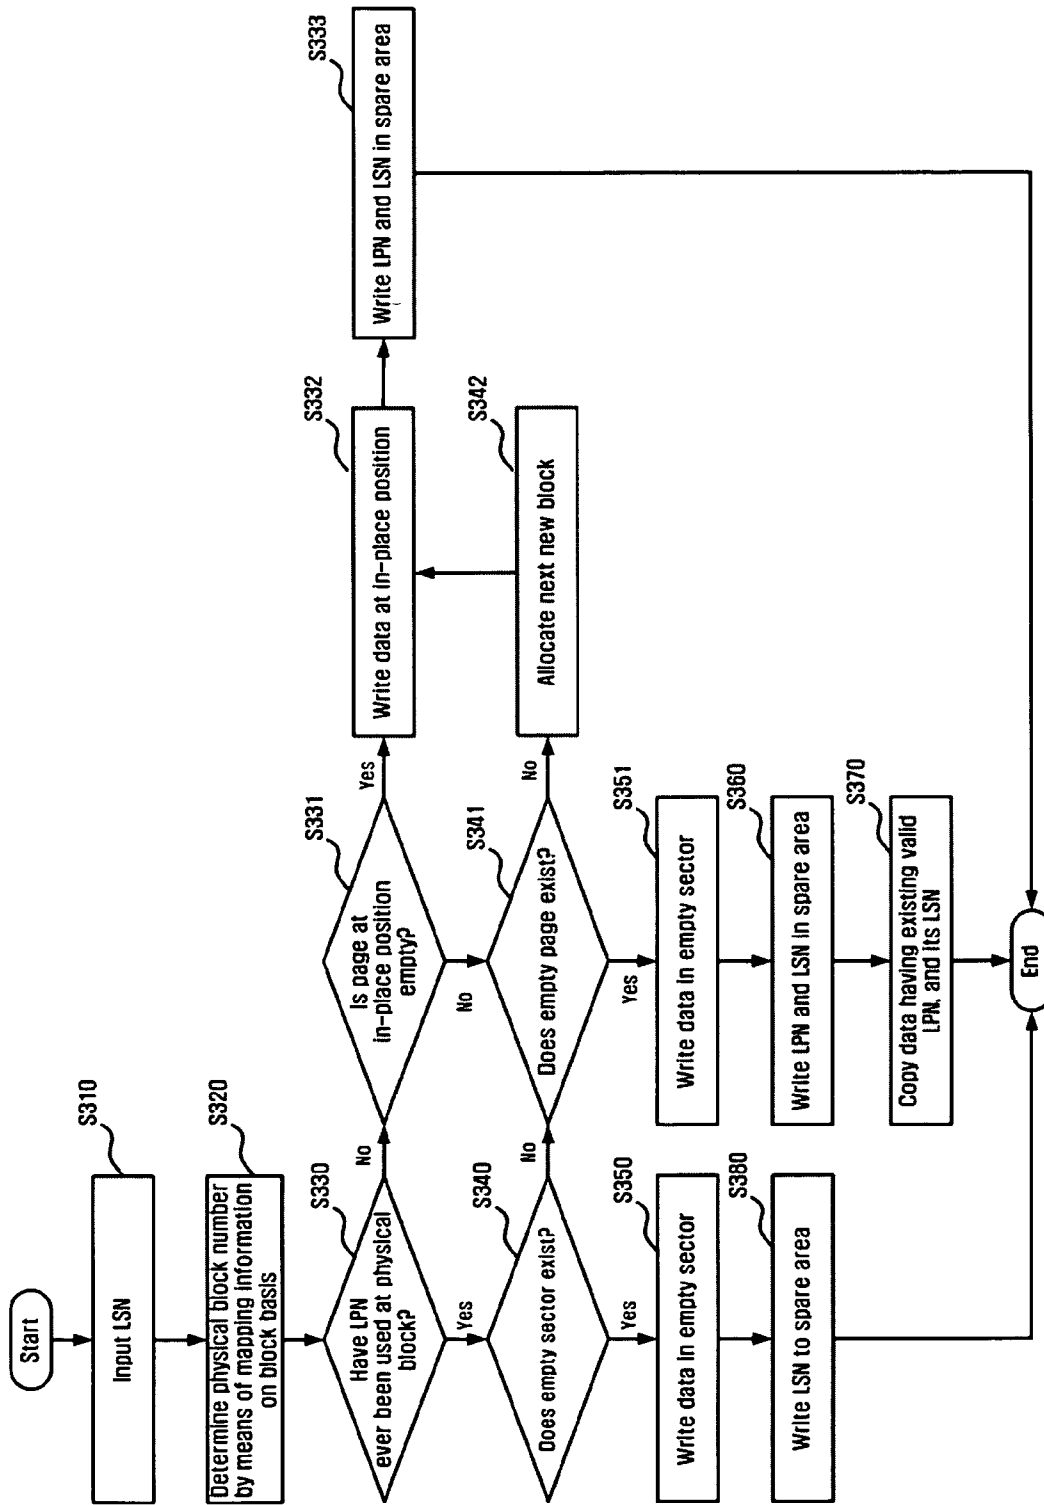 Start
Input LSN
S310
Determine physical block number
by means of mapping information
on block basis
S320
Have LPN
ever been used at physical
block?
S330
No
Yes
Is page at
in-place position
empty?
S331
Yes
No
Write data at in-place position
S332
Write LPN and LSN in spare area
S333
Does empty sector exist?
S340
No
Yes
Does empty page exist?
S341
No
Yes
Allocate next new block
S342
Write data in empty sector
S350
Write data in empty sector
S351
Write LSN to spare area
S380
Write LPN and LSN in spare area
S360
Copy data having existing valid
LPN, and its LSN
S370
End